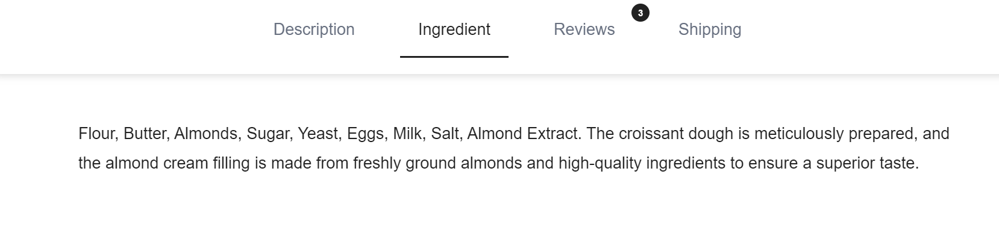 3
Description Ingredient Reviews Shipping
Flour, Butter, Almonds, Sugar, Yeast, Eggs, Milk, Salt, Almond Extract. The croissant dough is meticulously prepared, and
the almond cream filling is made from freshly ground almonds and high-quality ingredients to ensure a superior taste.